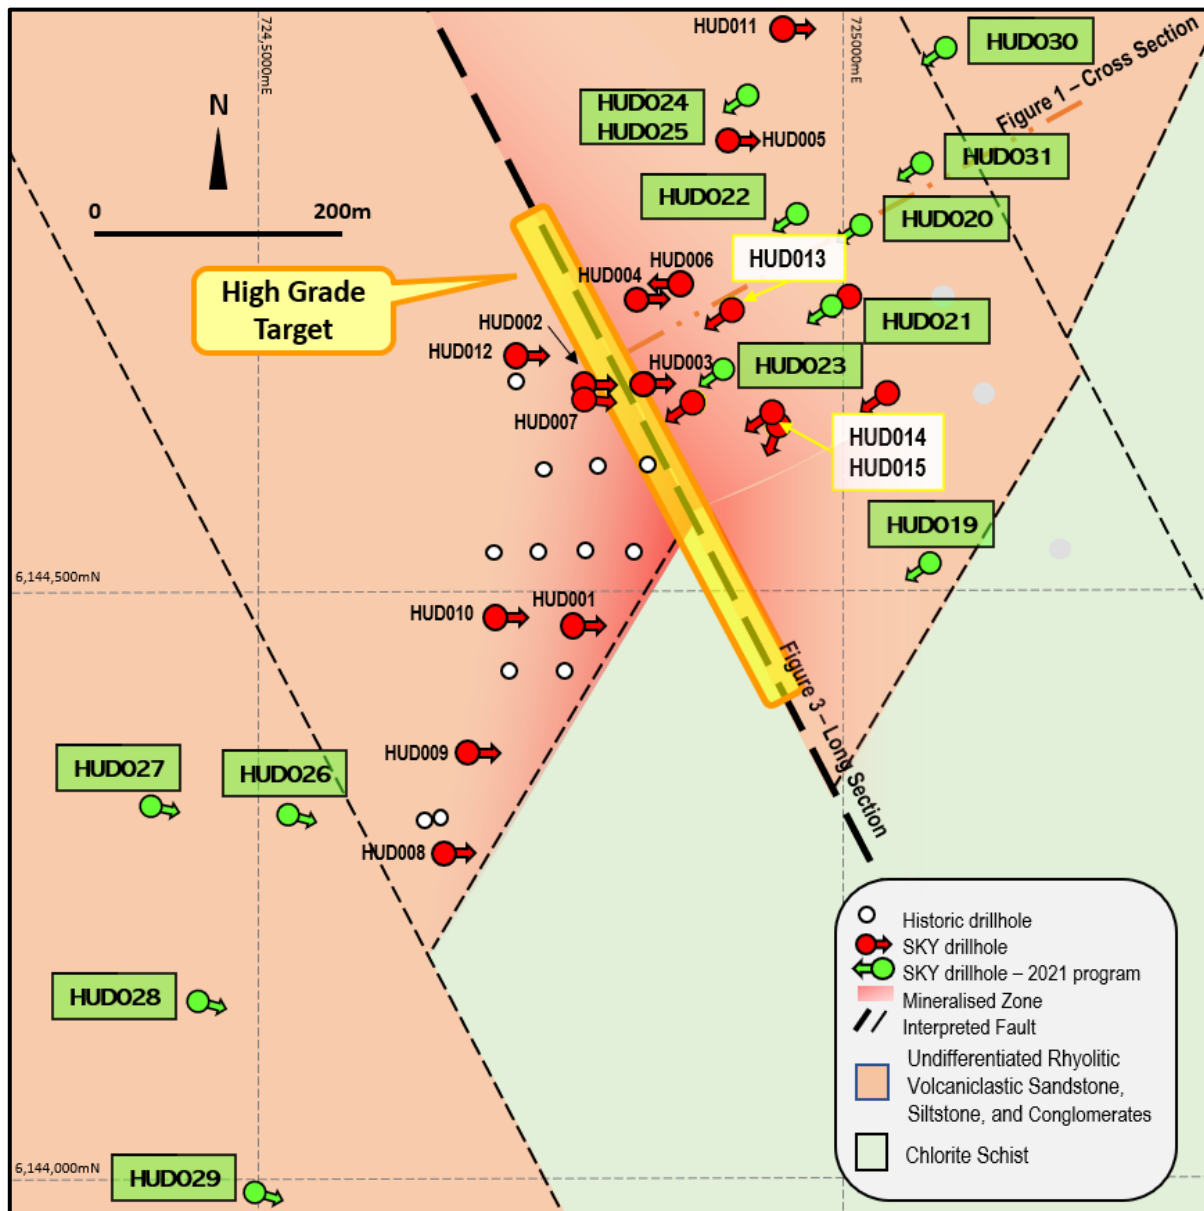 724,5000mE
725000mE
HUD011
HUD030
Figure 1 – Cross Section
HUD024
HUD025
HUD005
N
HUD031
0
200m
HUD022
HUD020
HUD013
HUD006
HUD004
High Grade
Target
HUD002
HUD021
HUD012
HUD003
HUD023
HUD007
HUD014
HUD015
HUD019
6,144,500mN
HUD010
HUD001
Figure 3 – Long Section
HUD009
HUD027
HUD026
HUD008
Historic drillhole
SKY drillhole
SKY drillhole – 2021 program
Mineralised Zone
Interpreted Fault
Undifferentiated Rhyolitic
Volcaniclastic Sandstone,
Siltstone, and Conglomerates
Chlorite Schist
HUD028
6,144,000mN
HUD029